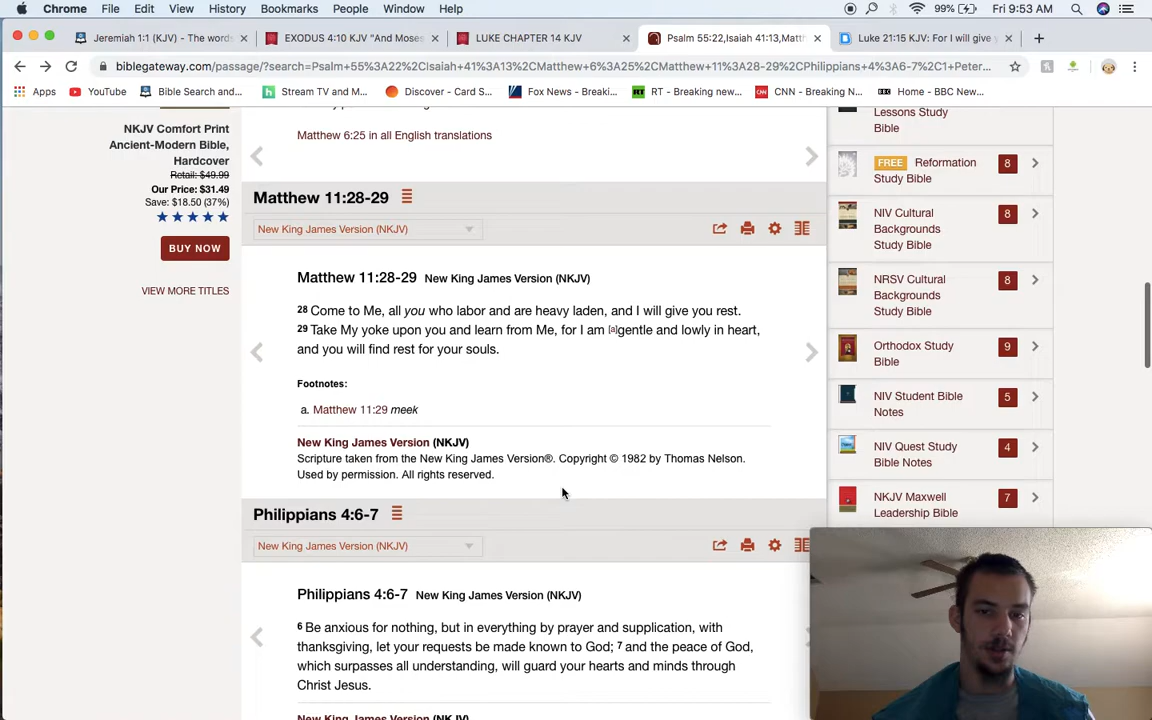 Chrome File Edit View History Bookmarks People Window Help 99% Fri 9:53 AM
Jeremiah 1:1 (KJV) - The words × EXODUS 4:10 KJV "And Moses × LUKE CHAPTER 14 KJV × Psalm 55:22,Isaiah 41:13,Matt × Luke 21:15 KJV: For I will give y × +
biblegateway.com/passage/?search=Psalm+55%3A22%2CIsaiah+41%3A13%2CMatthew+6%3A25%2CMatthew+11%3A28-29%2CPhilippians+4%3A6-7%2C1+Peter...
Apps YouTube Bible Search and... Stream TV and M... Discover - Card S... Fox News - Breaki... RT - Breaking new... CNN - Breaking N... Home - BBC New...
NKJV Comfort Print
Ancient-Modern Bible,
Hardcover
Retail: $49.99
Our Price: $31.49
Save: $18.50 (37%)
BUY NOW
VIEW MORE TITLES
Matthew 6:25 in all English translations
Matthew 11:28-29
New King James Version (NKJV)
Matthew 11:28-29 New King James Version (NKJV)
28 Come to Me, all you who labor and are heavy laden, and I will give you rest.
29 Take My yoke upon you and learn from Me, for I am [a]gentle and lowly in heart,
and you will find rest for your souls.
Footnotes:
a. Matthew 11:29 meek
New King James Version (NKJV)
Scripture taken from the New King James Version®. Copyright © 1982 by Thomas Nelson.
Used by permission. All rights reserved.
Philippians 4:6-7
New King James Version (NKJV)
Philippians 4:6-7 New King James Version (NKJV)
6 Be anxious for nothing, but in everything by prayer and supplication, with
thanksgiving, let your requests be made known to God; 7 and the peace of God,
which surpasses all understanding, will guard your hearts and minds through
Christ Jesus.
New King James Version (NKJV)
Lessons Study
Bible
FREE Reformation 8
Study Bible
NIV Cultural 8
Backgrounds
Study Bible
NRSV Cultural 8
Backgrounds
Study Bible
Orthodox Study 9
Bible
NIV Student Bible 5
Notes
NIV Quest Study 4
Bible Notes
NKJV Maxwell 7
Leadership Bible